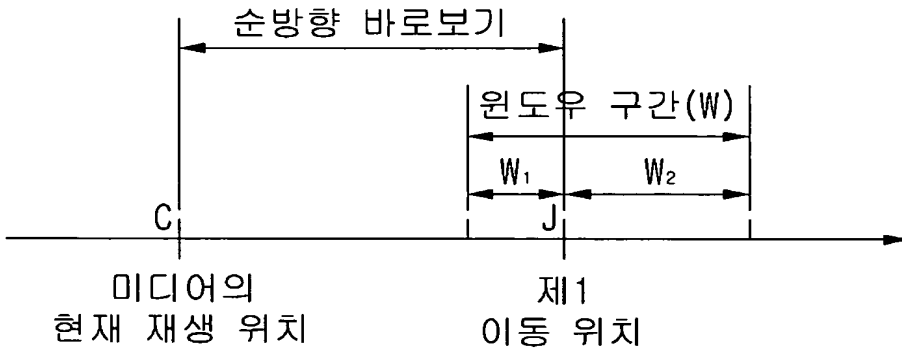 순방향 바로보기
윈도우 구간(W)
W₁ W₂
C J
미디어의
현재 재생 위치
제1
이동 위치